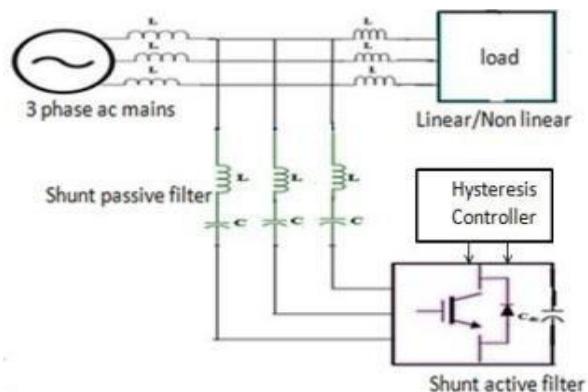 L
L
L
L
L
L
load
3 phase ac mains
Linear/Non linear
L
L
L
Shunt passive filter
Hysteresis
Controller
C
C
C
Shunt active filter